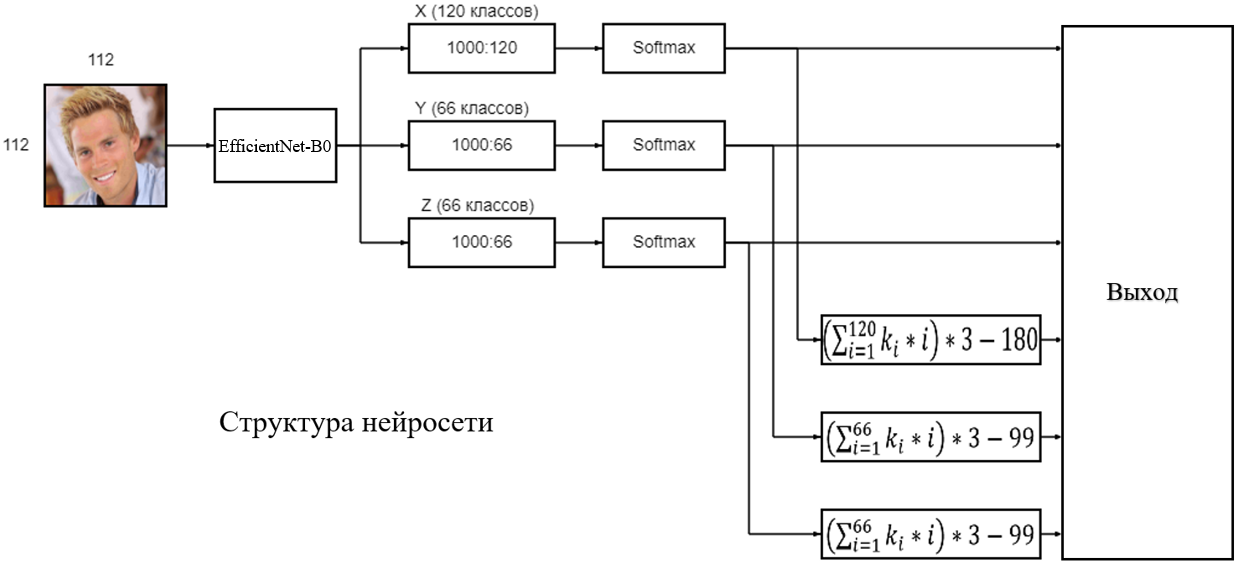 X (120 классов)
1000:120
Softmax
112
Y (66 классов)
112
EfficientNet-B0
1000:66
Softmax
Z (66 классов)
1000:66
Softmax
Выход
(∑_{i=1}^{120} k_i * i) * 3 − 180
Структура нейросети
(∑_{i=1}^{66} k_i * i) * 3 − 99
(∑_{i=1}^{66} k_i * i) * 3 − 99